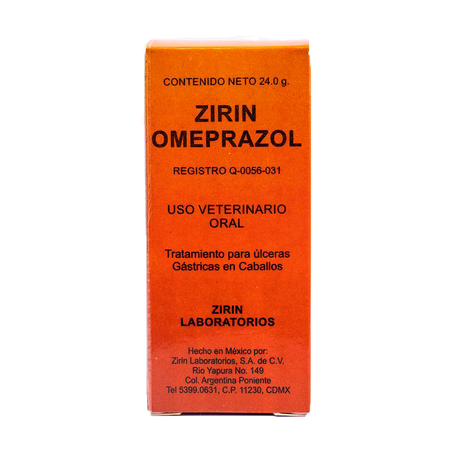 CONTENIDO NETO 24.0 g.
ZIRIN
OMEPRAZOL
REGISTRO Q-0056-031
USO VETERINARIO
ORAL
Tratamiento para úlceras
Gástricas en Caballos
ZIRIN
LABORATORIOS
Hecho en México por:
Zirin Laboratorios, S.A. de C.V.
Rio Yapura No. 149
Col. Argentina Poniente
Tel 5399.0631, C.P. 11230, CDMX